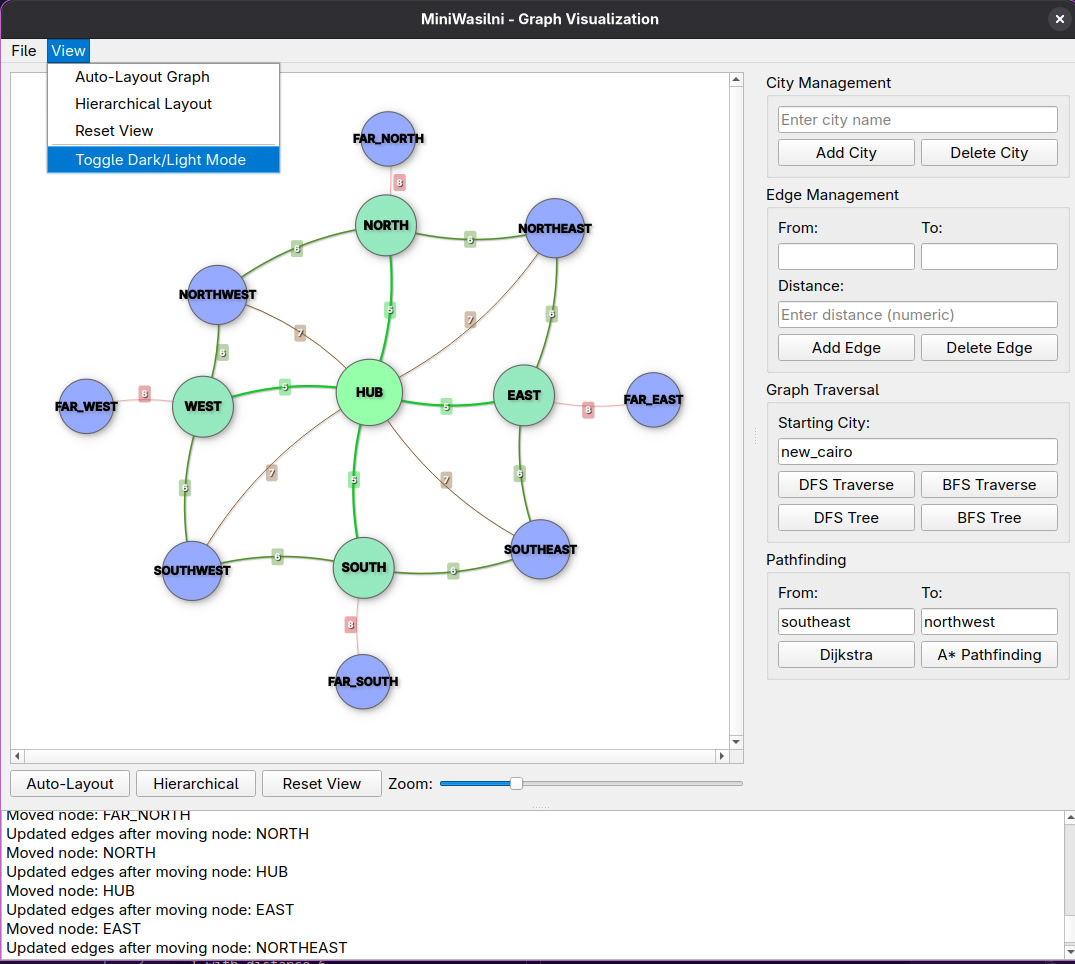 MiniWasilni - Graph Visualization
File View
Auto-Layout Graph
Hierarchical Layout
Reset View
Toggle Dark/Light Mode
FAR_NORTH
8
NORTH
6
6
NORTHEAST
NORTHWEST
5
7
6
7
6
HUB
5
8
FAR_WEST
WEST
5
EAST
8
FAR_EAST
6
7
5
7
6
SOUTHWEST
6
SOUTH
6
SOUTHEAST
8
FAR_SOUTH
Auto-Layout Hierarchical Reset View Zoom:
City Management
Enter city name
Add City Delete City
Edge Management
From: To:
Distance:
Enter distance (numeric)
Add Edge Delete Edge
Graph Traversal
Starting City:
new_cairo
DFS Traverse BFS Traverse
DFS Tree BFS Tree
Pathfinding
From: To:
southeast northwest
Dijkstra A* Pathfinding
Moved node: FAR_NORTH
Updated edges after moving node: NORTH
Moved node: NORTH
Updated edges after moving node: HUB
Moved node: HUB
Updated edges after moving node: EAST
Moved node: EAST
Updated edges after moving node: NORTHEAST